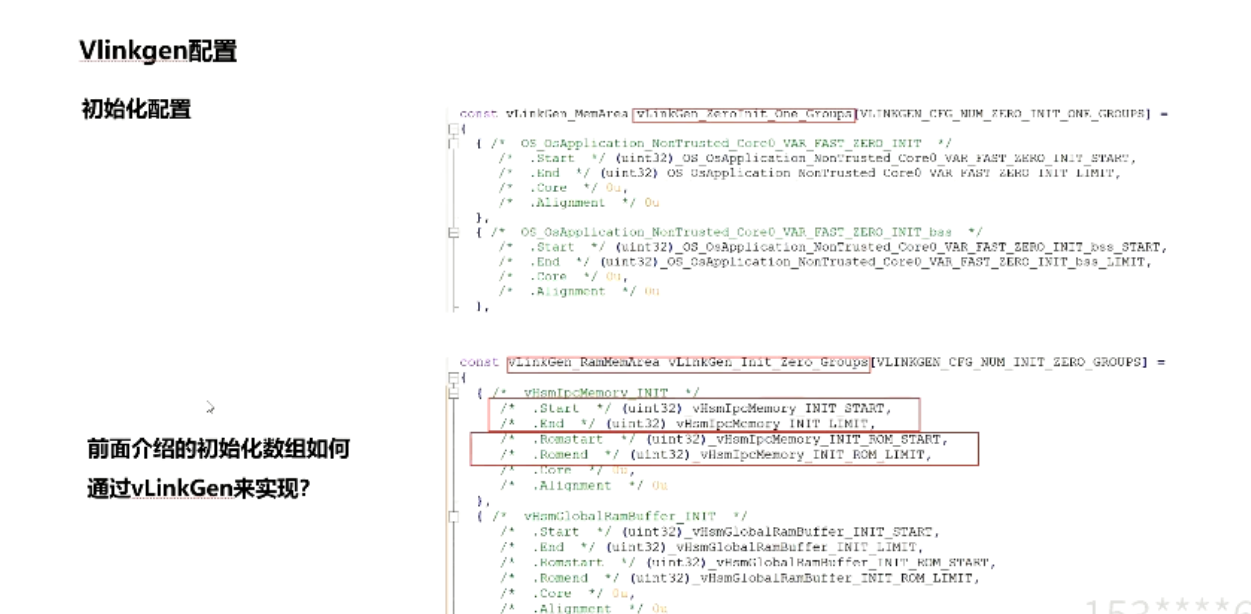 Vlinkgen配置
初始化配置
const vLinkGen_MemArea vLinkGen_ZeroInit_One_Groups[VLINKGEN_CFG_NUM_ZERO_INIT_ONE_GROUPS] =
{
{ /* OS_OsApplication_NonTrusted_Core0_VAR_FAST_ZERO_INIT */
/* .Start */ (uint32)_OS_OsApplication_NonTrusted_Core0_VAR_FAST_ZERO_INIT_START,
/* .End */ (uint32)_OS_OsApplication_NonTrusted_Core0_VAR_FAST_ZERO_INIT_LIMIT,
/* .Core */ 0u,
/* .Alignment */ 0u
},
{ /* OS_OsApplication_NonTrusted_Core0_VAR_FAST_ZERO_INIT_bss */
/* .Start */ (uint32)_OS_OsApplication_NonTrusted_Core0_VAR_FAST_ZERO_INIT_bss_START,
/* .End */ (uint32)_OS_OsApplication_NonTrusted_Core0_VAR_FAST_ZERO_INIT_bss_LIMIT,
/* .Core */ 0u,
/* .Alignment */ 0u
},
const vLinkGen_RamMemArea vLinkGen_Init_Zero_Groups[VLINKGEN_CFG_NUM_INIT_ZERO_GROUPS] =
{
{ /* vHsmIpcMemory_INIT */
/* .Start */ (uint32)_vHsmIpcMemory_INIT_START,
/* .End */ (uint32)_vHsmIpcMemory_INIT_LIMIT,
/* .Romstart */ (uint32)_vHsmIpcMemory_INIT_ROM_START,
/* .Romend */ (uint32)_vHsmIpcMemory_INIT_ROM_LIMIT,
/* .Core */ 0u,
/* .Alignment */ 0u
},
{ /* vHsmGlobalRamBuffer_INIT */
/* .Start */ (uint32)_vHsmGlobalRamBuffer_INIT_START,
/* .End */ (uint32)_vHsmGlobalRamBuffer_INIT_LIMIT,
/* .Romstart */ (uint32)_vHsmGlobalRamBuffer_INIT_ROM_START,
/* .Romend */ (uint32)_vHsmGlobalRamBuffer_INIT_ROM_LIMIT,
/* .Core */ 0u,
/* .Alignment */ 0u
前面介绍的初始化数组如何
通过vLinkGen来实现?